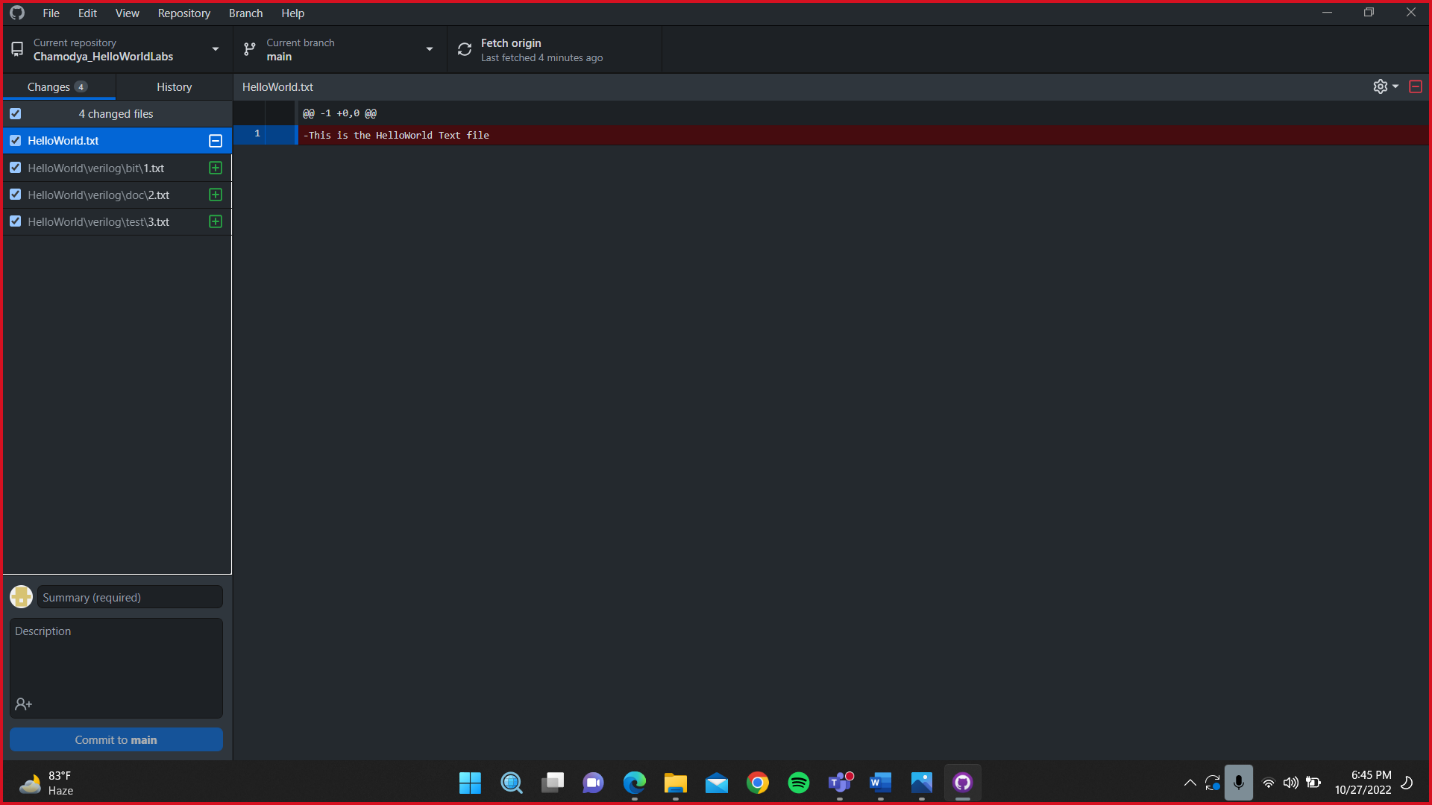 File Edit View Repository Branch Help
Current repository
Chamodya_HelloWorldLabs
Current branch
main
Fetch origin
Last fetched 4 minutes ago
Changes 4
History
HelloWorld.txt
4 changed files
@@ -1 +0,0 @@
HelloWorld.txt
1 -This is the HelloWorld Text file
HelloWorld\verilog\bit\1.txt
HelloWorld\verilog\doc\2.txt
HelloWorld\verilog\test\3.txt
Summary (required)
Description
Commit to main
83°F
Haze
6:45 PM
10/27/2022